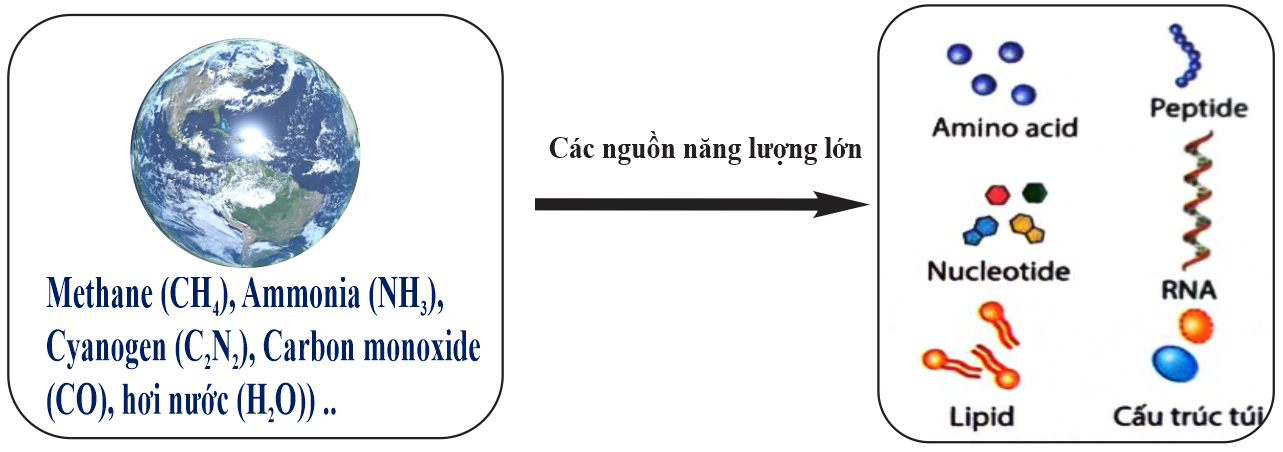 Methane (CH₄), Ammonia (NH₃),
Cyanogen (C₂N₂), Carbon monoxide
(CO), hơi nước (H₂O)) ..
Các nguồn năng lượng lớn
Amino acid
Peptide
Nucleotide
RNA
Lipid
Cấu trúc túi